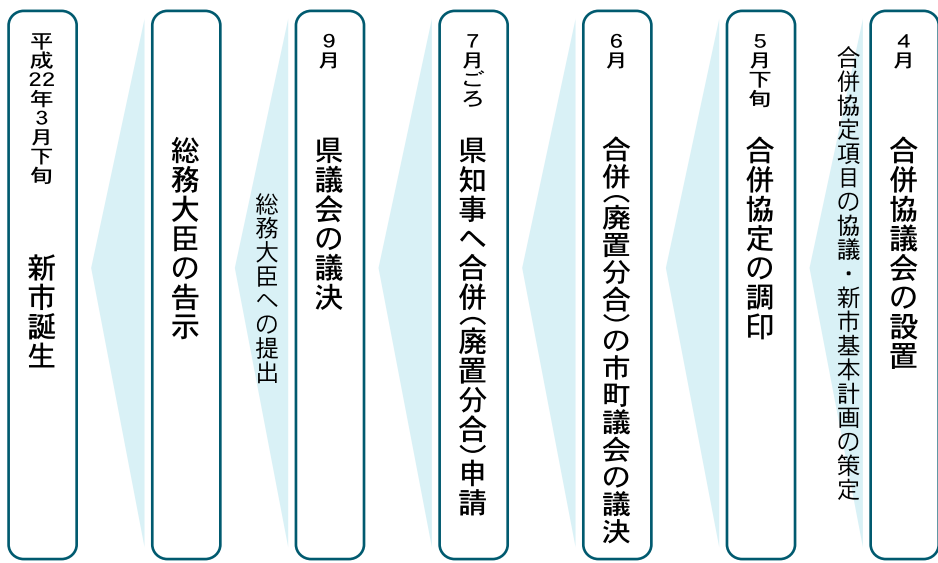 4月 合併協議会の設置
合併協定項目の協議・新市基本計画の策定
5月下旬 合併協定の調印
6月 合併(廃置分合)の市町議会の議決
7月ごろ 県知事へ合併(廃置分合)申請
9月 県議会の議決
総務大臣への提出
総務大臣の告示
平成22年3月下旬 新市誕生